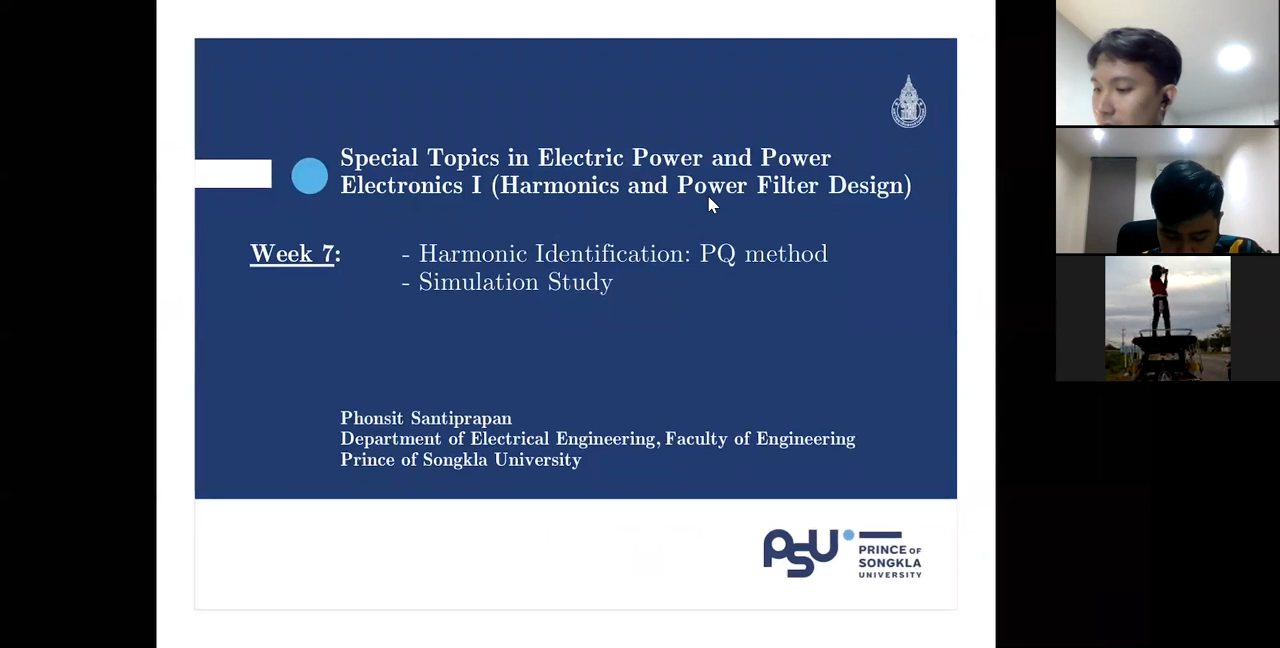 Special Topics in Electric Power and Power
Electronics I (Harmonics and Power Filter Design)
Week 7: - Harmonic Identification: PQ method
- Simulation Study
Phonsit Santiprapan
Department of Electrical Engineering, Faculty of Engineering
Prince of Songkla University
PSU
PRINCE OF
SONGKLA
UNIVERSITY